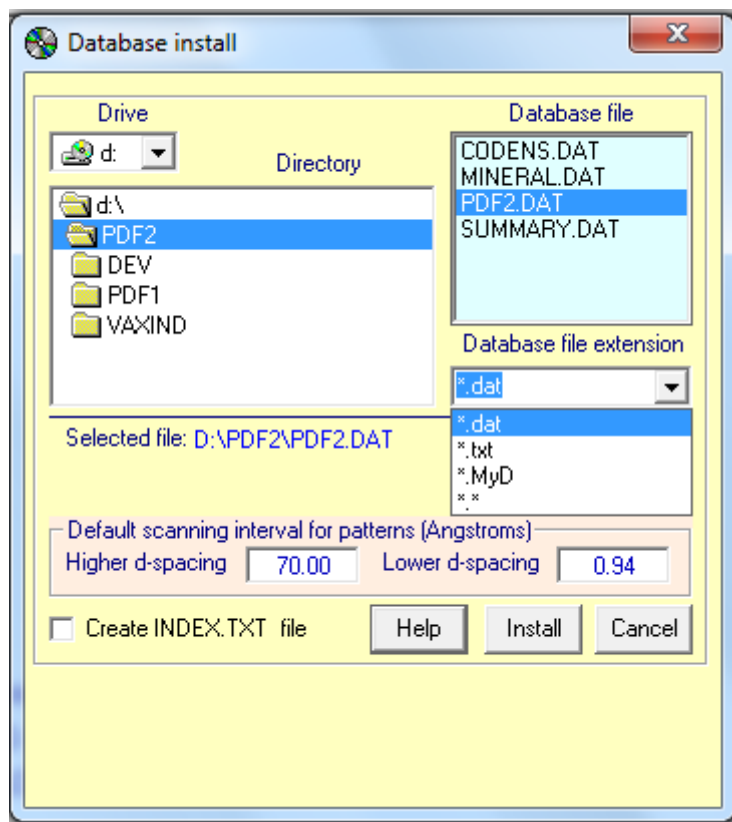 Database install
Drive
Database file
d:
Directory
CODENS.DAT
MINERAL.DAT
PDF2.DAT
SUMMARY.DAT
d:\
PDF2
DEV
PDF1
VAXIND
Database file extension
*.dat
Selected file: D:\PDF2\PDF2.DAT
*.dat
*.txt
*.MyD
*.*
Default scanning interval for patterns (Angstroms)
Higher d-spacing 70.00 Lower d-spacing 0.94
Create INDEX.TXT file Help Install Cancel